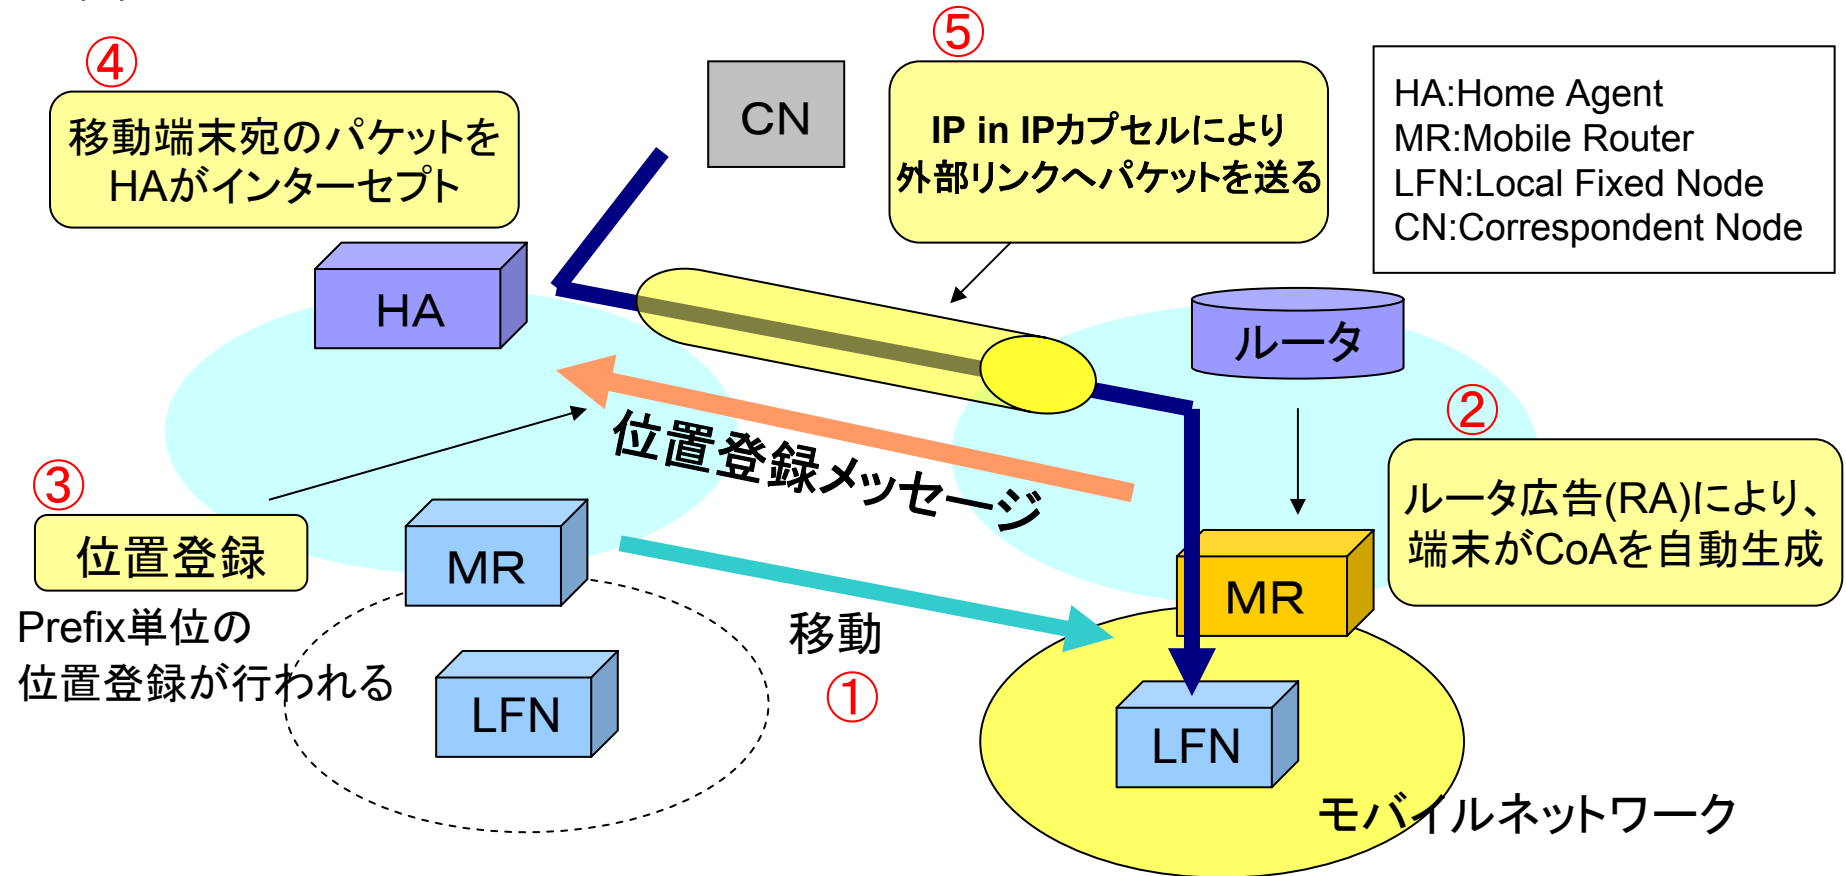 ⑤
④
移動端末宛のパケットを
HAがインターセプト
CN
IP in IPカプセルにより
外部リンクへパケットを送る
HA:Home Agent
MR:Mobile Router
LFN:Local Fixed Node
CN:Correspondent Node
HA
ルータ
②
ルータ広告(RA)により、
端末がCoAを自動生成
位置登録メッセージ
③
位置登録
Prefix単位の
位置登録が行われる
MR
LFN
移動
①
MR
LFN
モバイルネットワーク